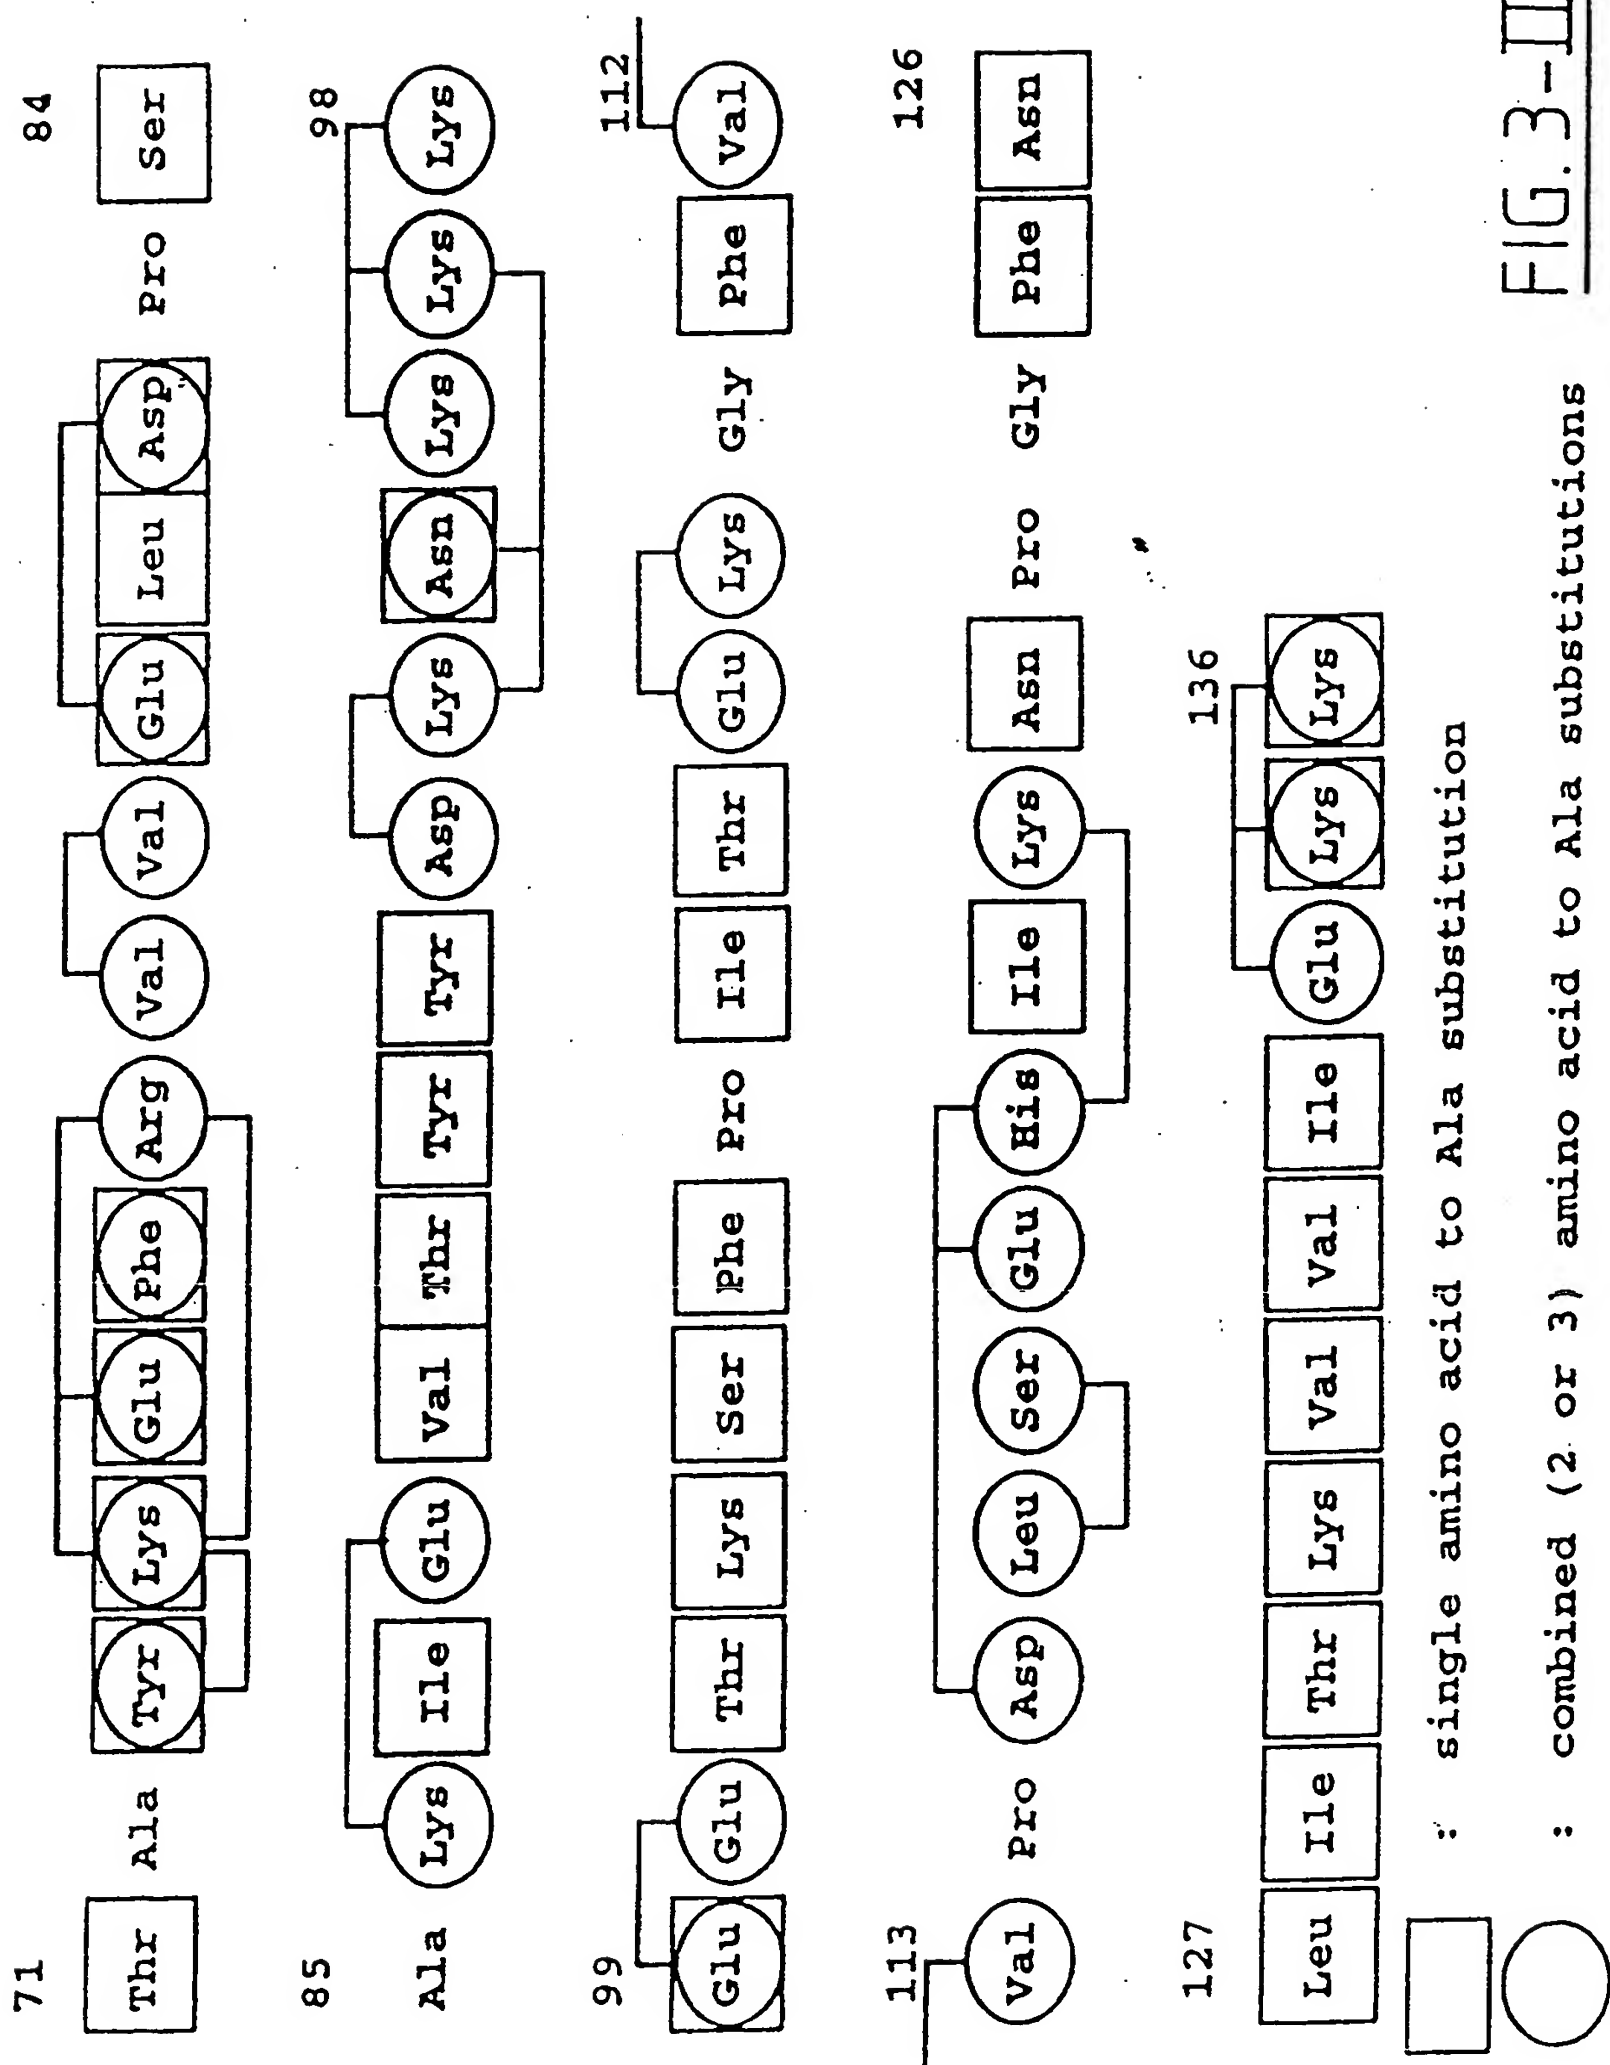 71 84
Thr Ala Tyr Lys Glu Phe Arg Val Val Glu Leu Asp Pro Ser
85 98
Ala Lys Ile Glu Val Thr Tyr Tyr Asp Lys Asn Lys Lys Lys
99 112
Glu Glu Thr Lys Ser Phe Pro Ile Thr Glu Lys Gly Phe Val
113 126
Val Pro Asp Leu Ser Glu His Ile Lys Asn Pro Gly Phe Asn
127 136
Leu Ile Thr Lys Val Val Ile Glu Lys Lys
: single amino acid to Ala substitution
: combined (2 or 3) amino acid to Ala substitutions